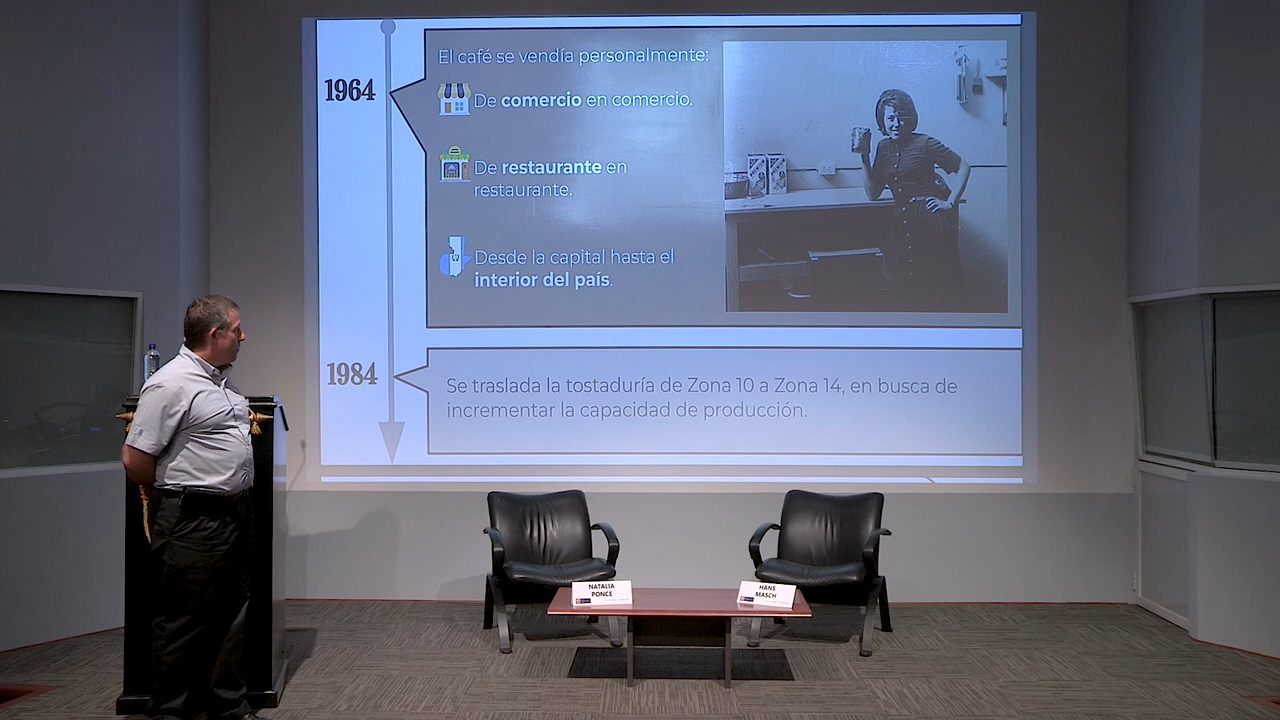 1964
El café se vendía personalmente:
De comercio en comercio.
De restaurante en
restaurante.
Desde la capital hasta el
interior del país.
1984
Se traslada la tostaduría de Zona 10 a Zona 14, en busca de
incrementar la capacidad de producción.
NATALIA
PONCE
HANS
MASCH